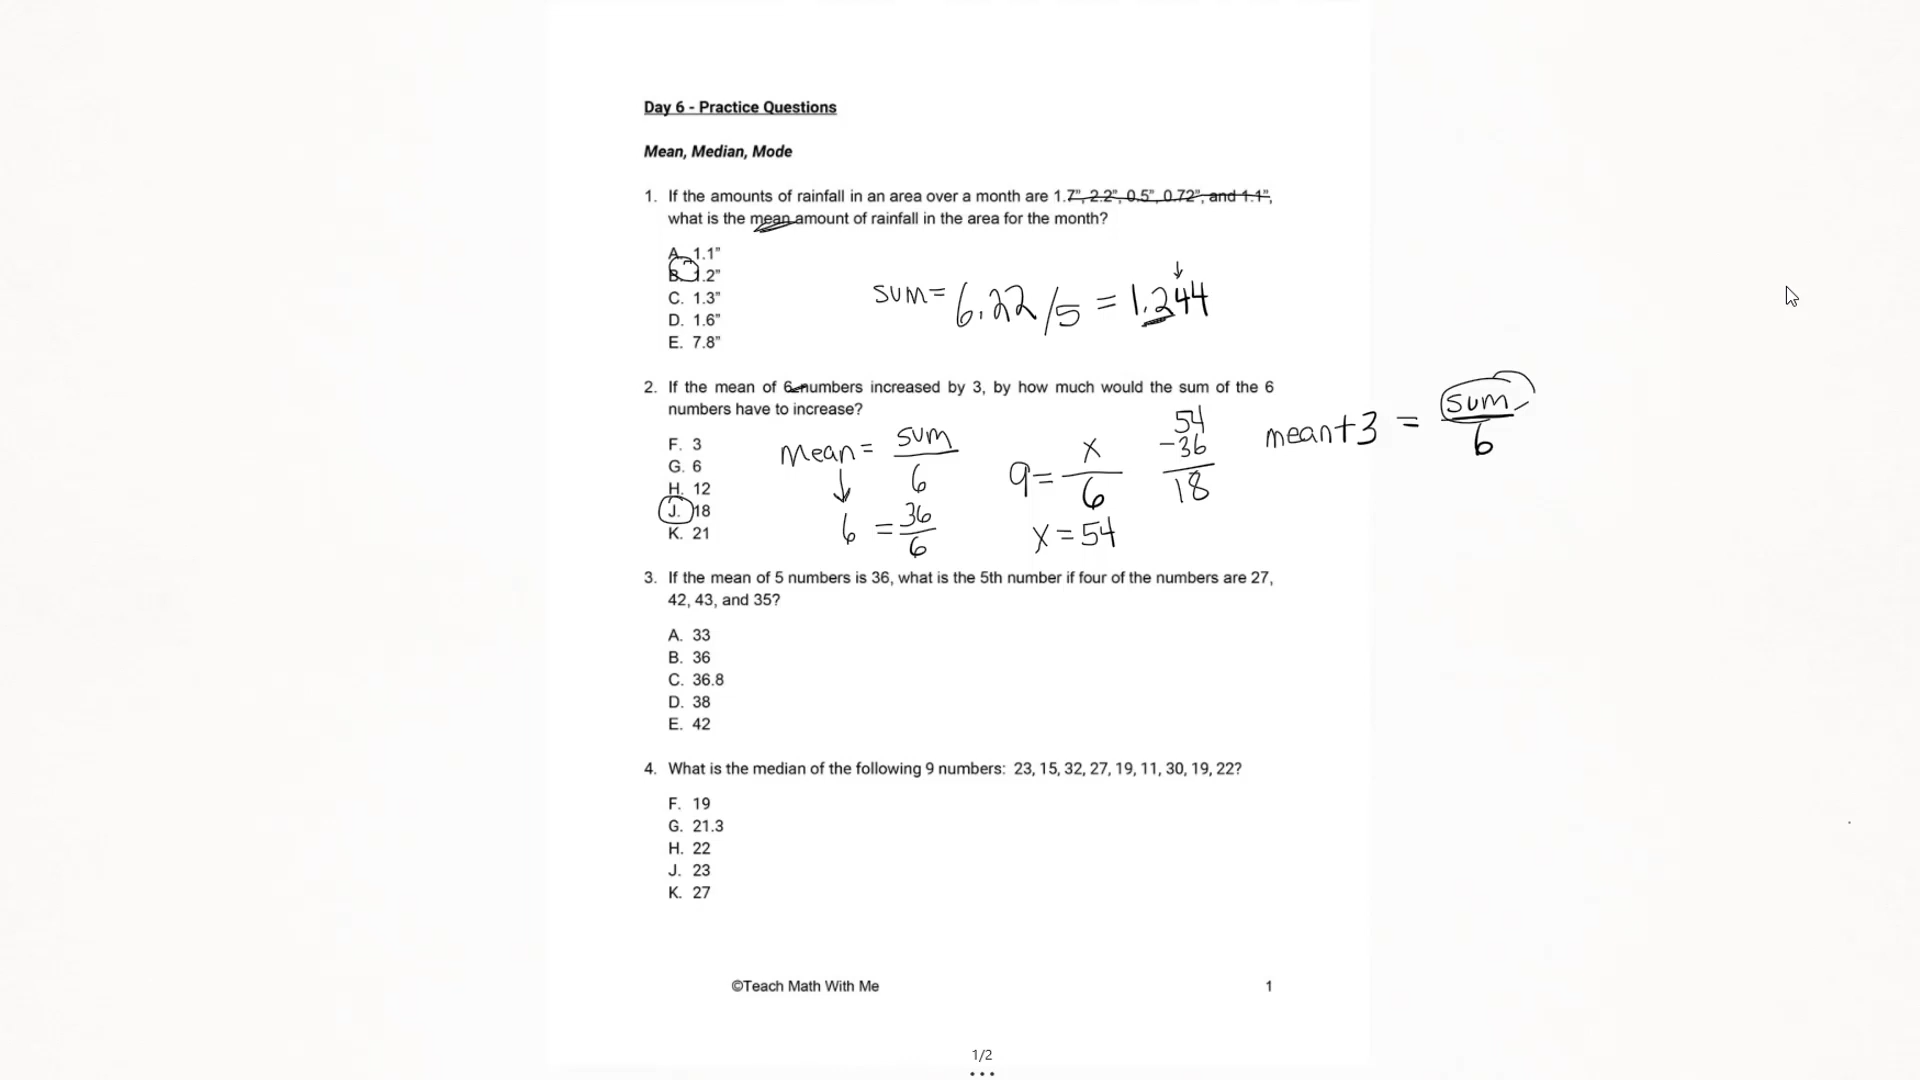 Day 6 - Practice Questions
Mean, Median, Mode
1. If the amounts of rainfall in an area over a month are 1.7", 2.2", 0.5", 0.72", and 1.1",
what is the mean amount of rainfall in the area for the month?
A. 1.1"
B. 1.2"
C. 1.3"
D. 1.6"
E. 7.8"
sum = 6.22/5 = 1.244
2. If the mean of 6 numbers increased by 3, by how much would the sum of the 6
numbers have to increase?
F. 3
G. 6
H. 12
J. 18
K. 21
Mean = sum/6
6 = 36/6
9 = x/6
x = 54
54
-36
18
mean+3 = sum/6
3. If the mean of 5 numbers is 36, what is the 5th number if four of the numbers are 27,
42, 43, and 35?
A. 33
B. 36
C. 36.8
D. 38
E. 42
4. What is the median of the following 9 numbers: 23, 15, 32, 27, 19, 11, 30, 19, 22?
F. 19
G. 21.3
H. 22
J. 23
K. 27
©Teach Math With Me 1
1/2